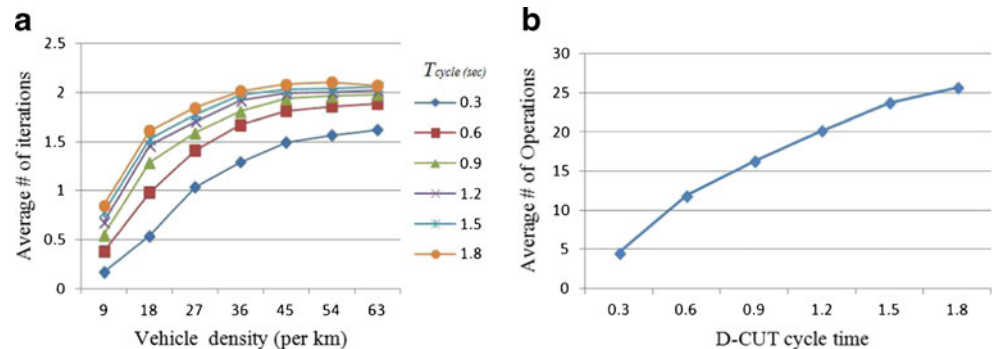 a
2.5
2
1.5
1
0.5
0
Average # of iterations
9 18 27 36 45 54 63
Vehicle density (per km)
Tcycle (sec)
0.3
0.6
0.9
1.2
1.5
1.8
b
30
25
20
15
10
5
0
Average # of Operations
0.3 0.6 0.9 1.2 1.5 1.8
D-CUT cycle time